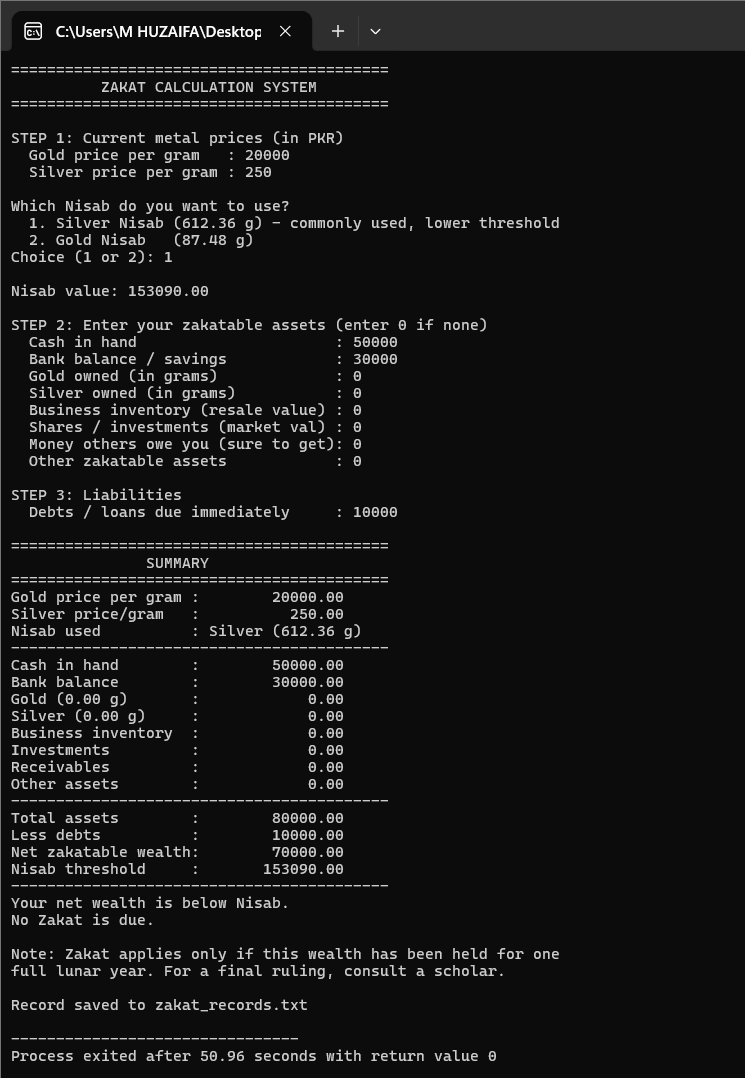 C:\Users\M HUZAIFA\Desktop
==========================================
          ZAKAT CALCULATION SYSTEM
==========================================
STEP 1: Current metal prices (in PKR)
  Gold price per gram   : 20000
  Silver price per gram : 250
Which Nisab do you want to use?
  1. Silver Nisab (612.36 g) - commonly used, lower threshold
  2. Gold Nisab   (87.48 g)
Choice (1 or 2): 1
Nisab value: 153090.00
STEP 2: Enter your zakatable assets (enter 0 if none)
  Cash in hand                      : 50000
  Bank balance / savings            : 30000
  Gold owned (in grams)             : 0
  Silver owned (in grams)           : 0
  Business inventory (resale value) : 0
  Shares / investments (market val) : 0
  Money others owe you (sure to get): 0
  Other zakatable assets            : 0
STEP 3: Liabilities
  Debts / loans due immediately     : 10000
==========================================
               SUMMARY
==========================================
Gold price per gram :        20000.00
Silver price/gram   :          250.00
Nisab used          : Silver (612.36 g)
------------------------------------------
Cash in hand        :        50000.00
Bank balance        :        30000.00
Gold (0.00 g)       :            0.00
Silver (0.00 g)     :            0.00
Business inventory  :            0.00
Investments         :            0.00
Receivables         :            0.00
Other assets        :            0.00
------------------------------------------
Total assets        :        80000.00
Less debts          :        10000.00
Net zakatable wealth:        70000.00
Nisab threshold     :       153090.00
------------------------------------------
Your net wealth is below Nisab.
No Zakat is due.
Note: Zakat applies only if this wealth has been held for one
full lunar year. For a final ruling, consult a scholar.
Record saved to zakat_records.txt
--------------------------------
Process exited after 50.96 seconds with return value 0